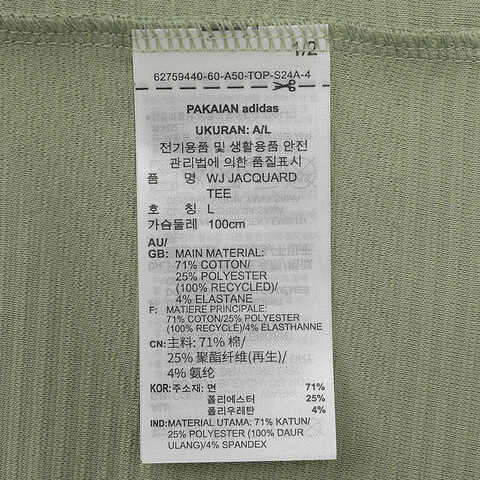 1/2
62759440-60-A50-TOP-S24A-4
PAKAIAN adidas
UKURAN: A/L
전기용품 및 생활용품 안전
관리법에 의한 품질표시
품 명 WJ JACQUARD
TEE
호 칭 L
가슴둘레 100cm
AU/
GB: MAIN MATERIAL:
71% COTTON/
25% POLYESTER
(100% RECYCLED)/
4% ELASTANE
F: MATIERE PRINCIPALE:
71% COTON/25% POLYESTER
(100% RECYCLÉ)/4% ÉLASTHANNE
CN: 主料: 71% 棉/
25% 聚酯纤维(再生)/
4% 氨纶
KOR: 주소재: 면 71%
폴리에스터 25%
폴리우레탄 4%
IND: MATERIAL UTAMA: 71% KATUN/
25% POLYESTER (100% DAUR
ULANG)/4% SPANDEX